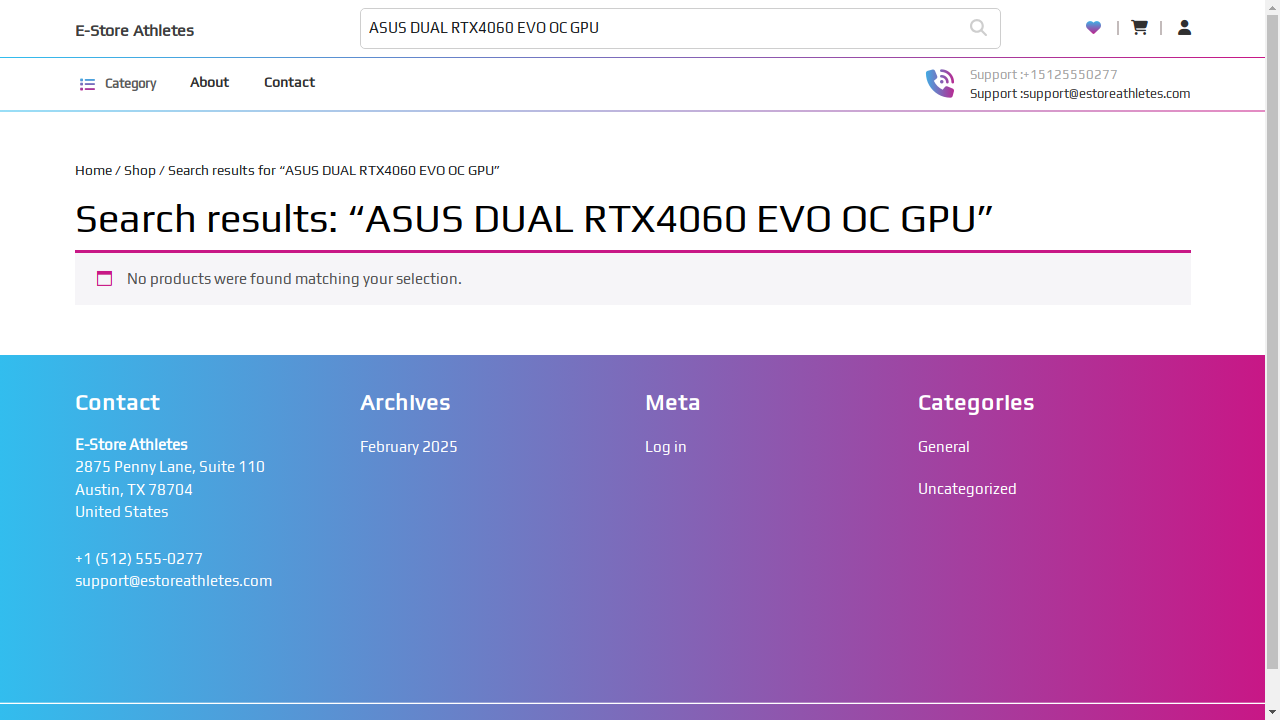 E-Store Athletes
ASUS DUAL RTX4060 EVO OC GPU
Category
About
Contact
Support :+15125550277
Support :support@estoreathletes.com
Home / Shop / Search results for “ASUS DUAL RTX4060 EVO OC GPU”
Search results: “ASUS DUAL RTX4060 EVO OC GPU”
No products were found matching your selection.
Contact
E-Store Athletes
2875 Penny Lane, Suite 110
Austin, TX 78704
United States
+1 (512) 555-0277
support@estoreathletes.com
Archives
February 2025
Meta
Log in
Categories
General
Uncategorized